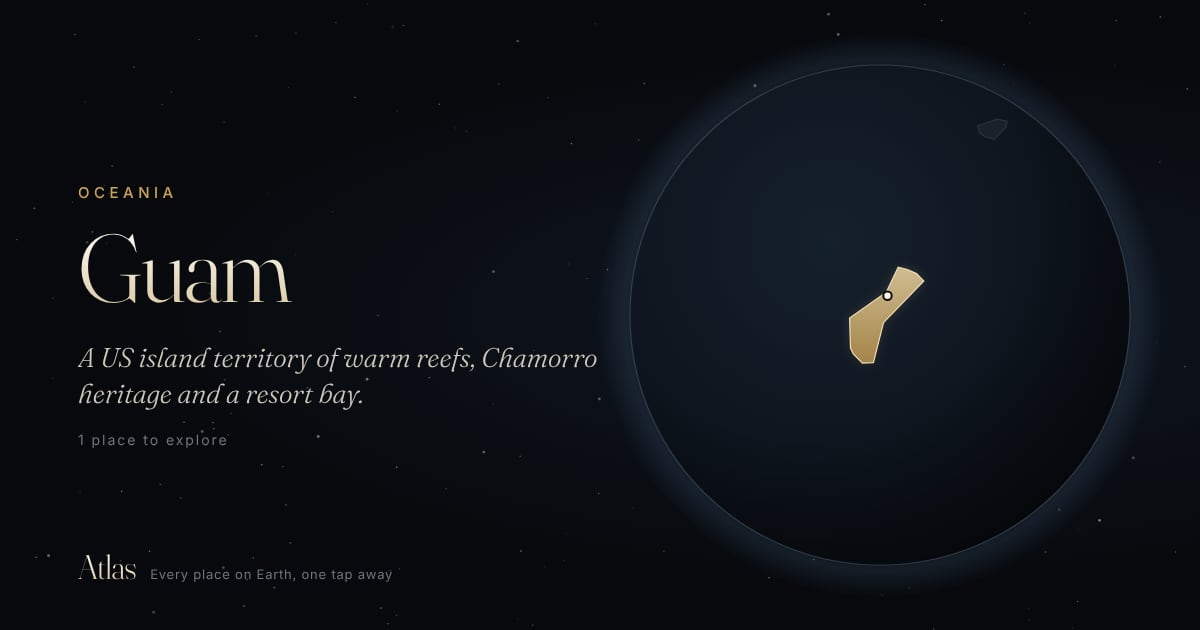 OCEANIA
Guam
A US island territory of warm reefs, Chamorro
heritage and a resort bay.
1 place to explore
Atlas Every place on Earth, one tap away